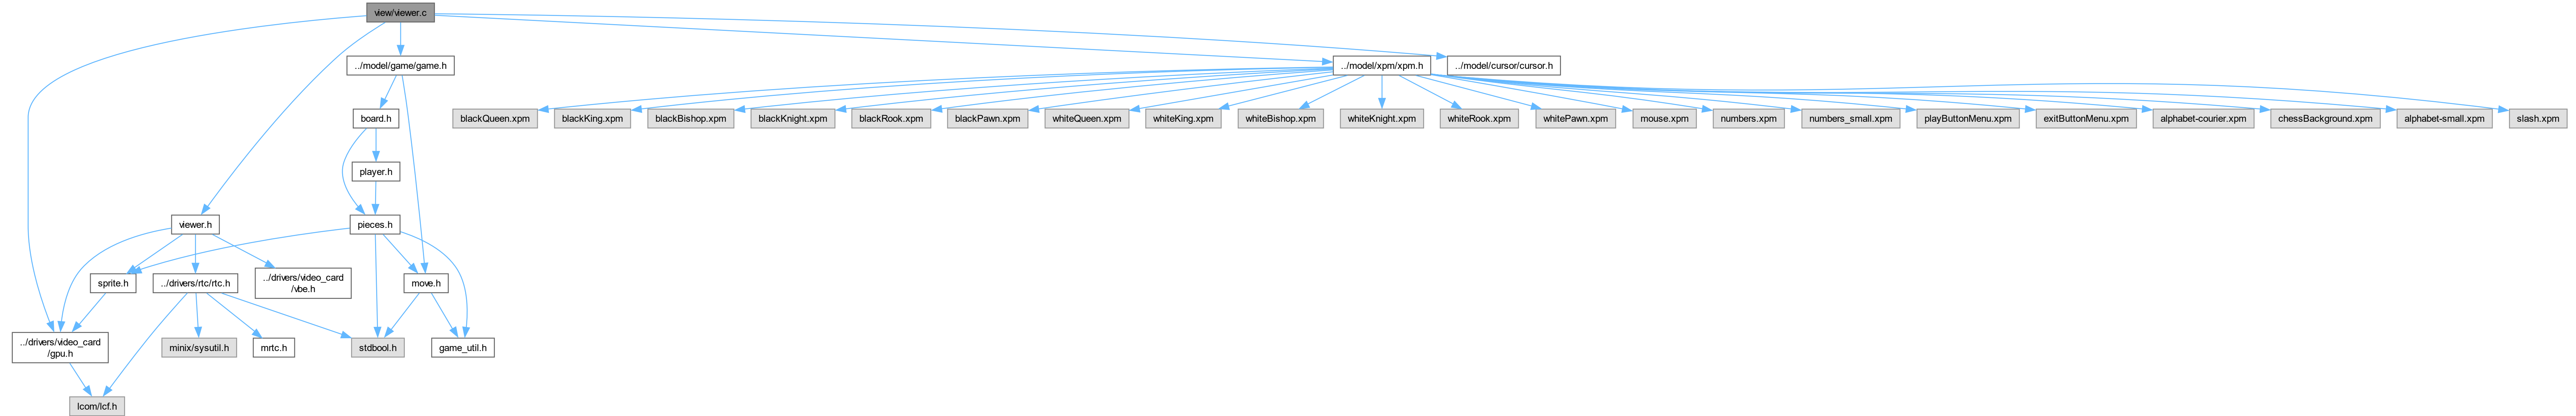 view/viewer.c
../model/game/game.h
../model/xpm/xpm.h
../model/cursor/cursor.h
board.h
blackQueen.xpm
blackKing.xpm
blackBishop.xpm
blackKnight.xpm
blackRook.xpm
blackPawn.xpm
whiteQueen.xpm
whiteKing.xpm
whiteBishop.xpm
whiteKnight.xpm
whiteRook.xpm
whitePawn.xpm
mouse.xpm
numbers.xpm
numbers_small.xpm
playButtonMenu.xpm
exitButtonMenu.xpm
alphabet-courier.xpm
chessBackground.xpm
alphabet-small.xpm
slash.xpm
player.h
viewer.h
pieces.h
sprite.h
../drivers/rtc/rtc.h
../drivers/video_card
/vbe.h
move.h
../drivers/video_card
/gpu.h
minix/sysutil.h
mrtc.h
stdbool.h
game_util.h
lcom/lcf.h